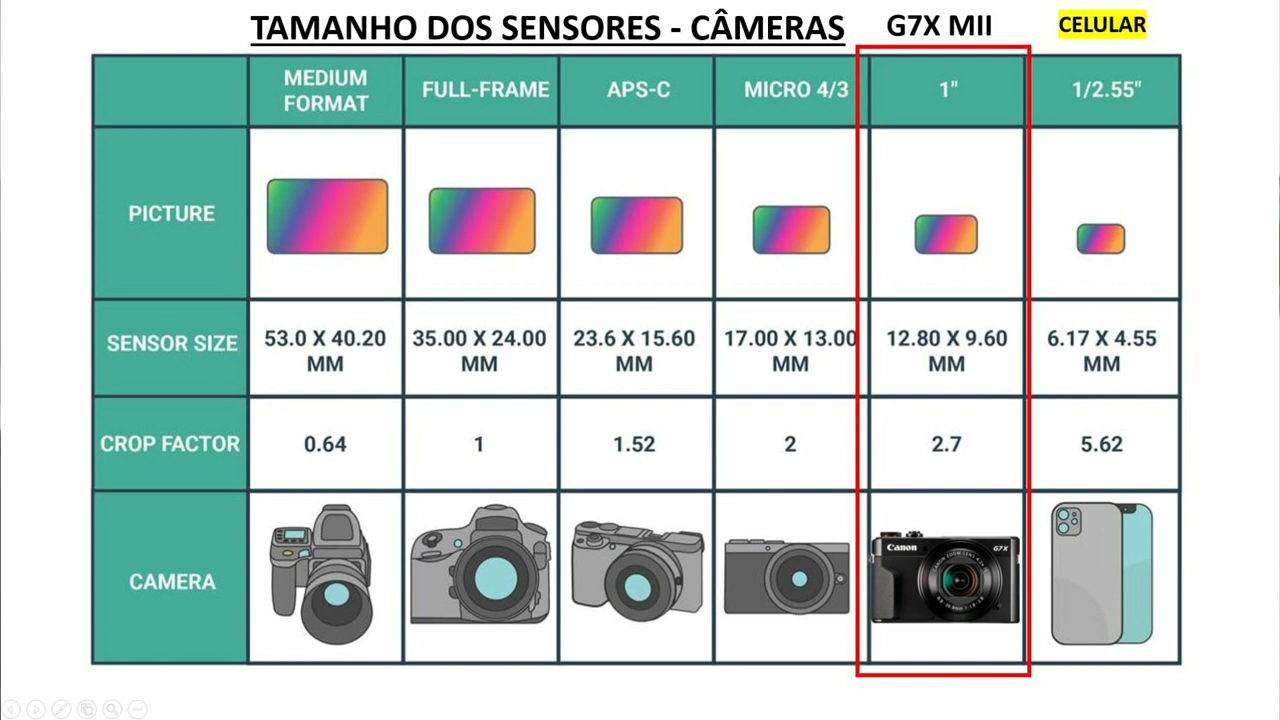 TAMANHO DOS SENSORES - CÂMERAS
G7X MII
CELULAR
MEDIUM
FORMAT
FULL-FRAME
APS-C
MICRO 4/3
1"
1/2.55"
PICTURE
SENSOR SIZE
53.0 X 40.20
MM
35.00 X 24.00
MM
23.6 X 15.60
MM
17.00 X 13.00
MM
12.80 X 9.60
MM
6.17 X 4.55
MM
CROP FACTOR
0.64
1
1.52
2
2.7
5.62
CAMERA
Canon
G7X